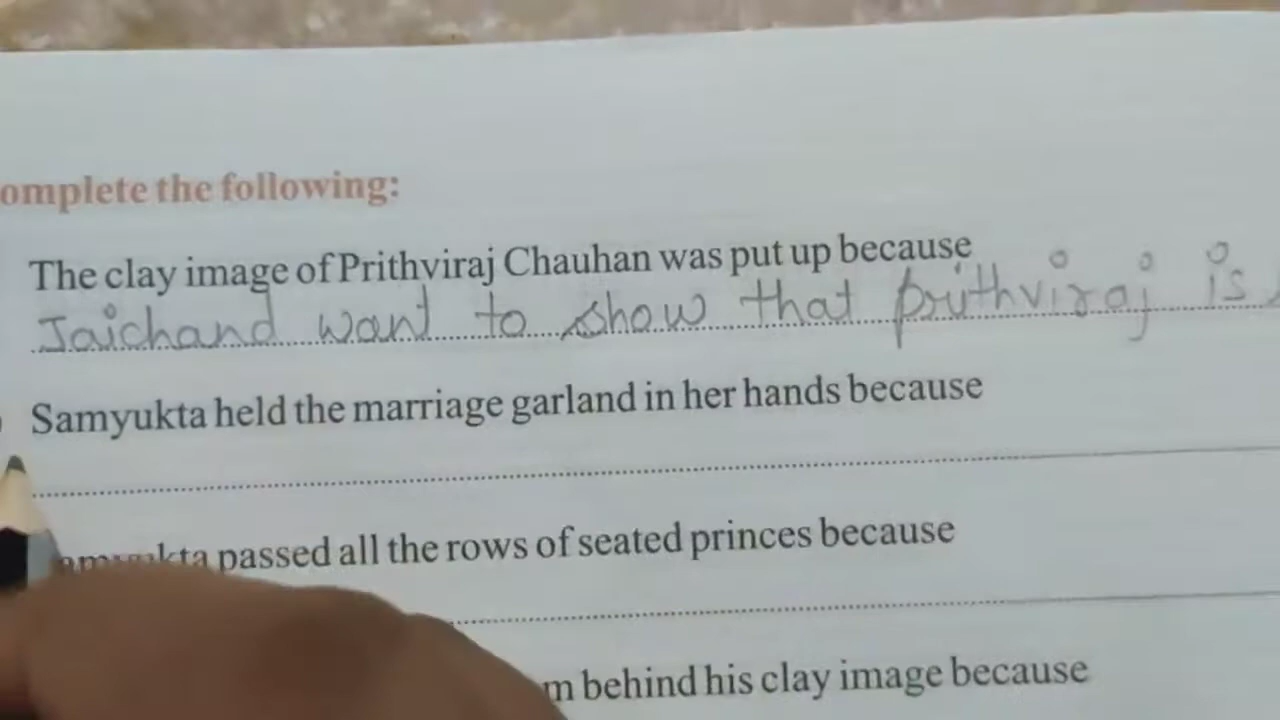 omplete the following:
The clay image of Prithviraj Chauhan was put up because
Jaichand want to show that prithviraj is
Samyukta held the marriage garland in her hands because
passed all the rows of seated princes because
behind his clay image because